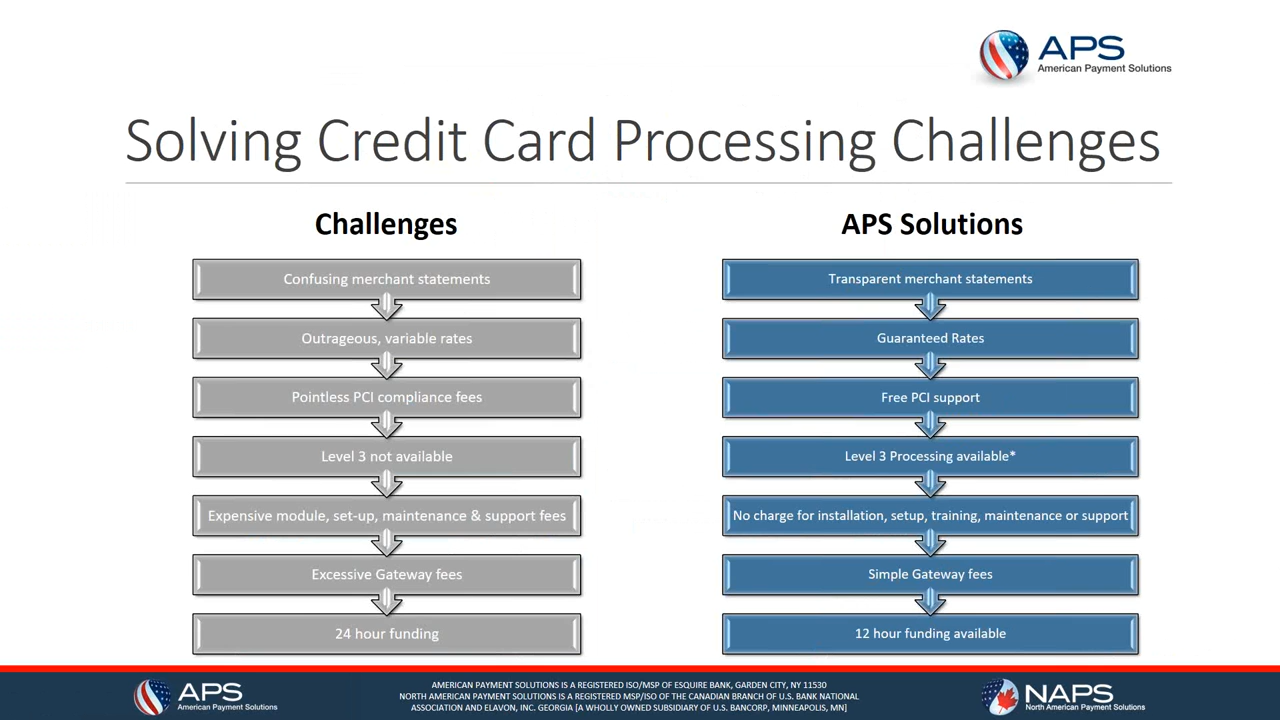 APS
American Payment Solutions
Solving Credit Card Processing Challenges
Challenges
Confusing merchant statements
Outrageous, variable rates
Pointless PCI compliance fees
Level 3 not available
Expensive module, set-up, maintenance & support fees
Excessive Gateway fees
24 hour funding
APS Solutions
Transparent merchant statements
Guaranteed Rates
Free PCI support
Level 3 Processing available*
No charge for installation, setup, training, maintenance or support
Simple Gateway fees
12 hour funding available
APS
American Payment Solutions
AMERICAN PAYMENT SOLUTIONS IS A REGISTERED ISO/MSP OF ESQUIRE BANK, GARDEN CITY, NY 11530
NORTH AMERICAN PAYMENT SOLUTIONS IS A REGISTERED MSP/ISO OF THE CANADIAN BRANCH OF U.S. BANK NATIONAL
ASSOCIATION AND ELAVON, INC. GEORGIA [A WHOLLY OWNED SUBSIDIARY OF U.S. BANCORP, MINNEAPOLIS, MN]
NAPS
North American Payment Solutions